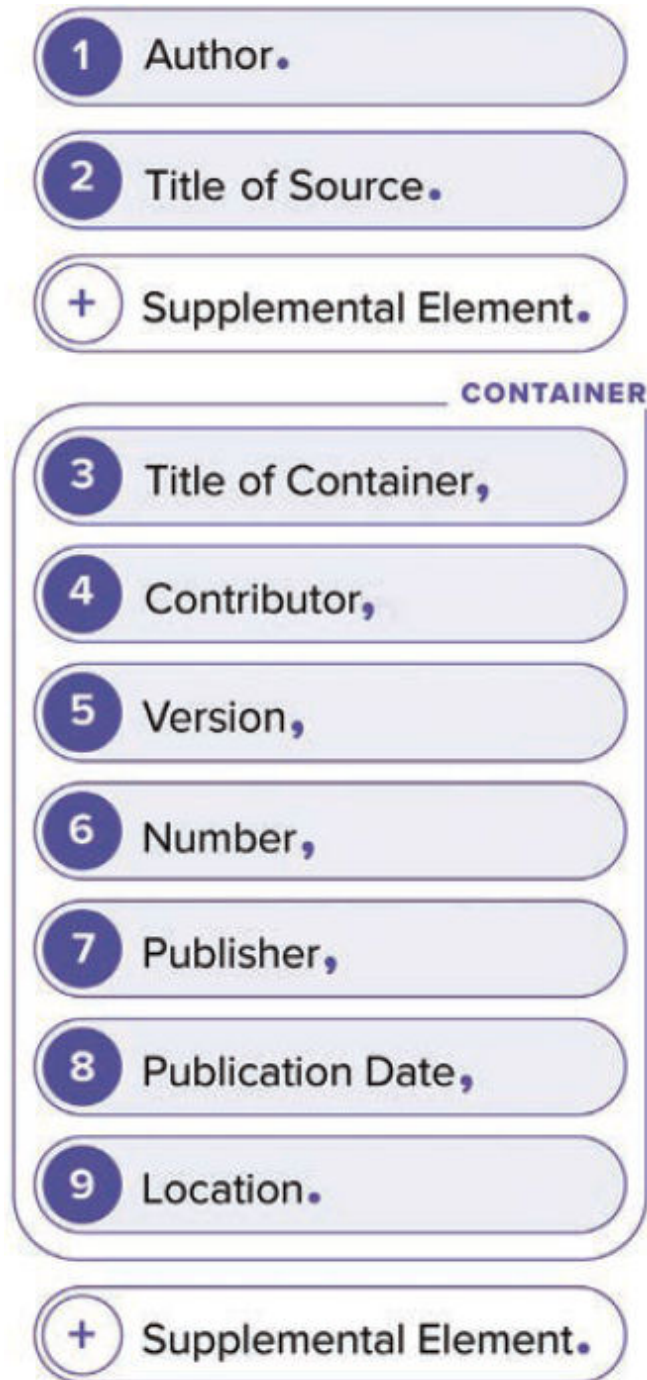 1 Author.
2 Title of Source.
+ Supplemental Element.
CONTAINER
3 Title of Container,
4 Contributor,
5 Version,
6 Number,
7 Publisher,
8 Publication Date,
9 Location.
+ Supplemental Element.